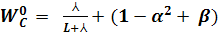 W_C^0 = ⅄/(L+⅄) + (1 − α² + β)